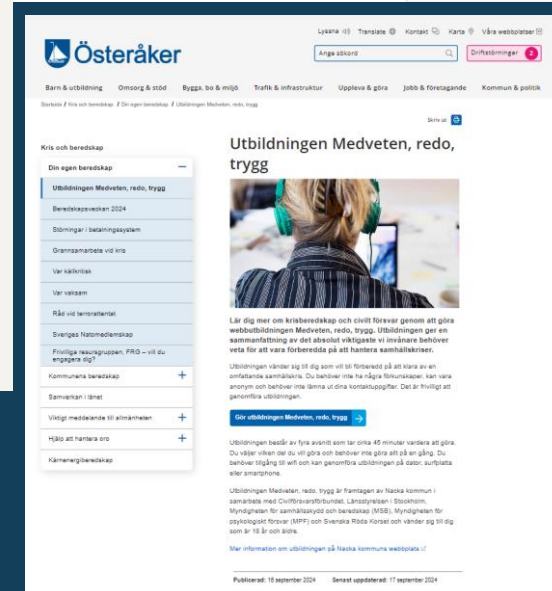 Lyssna Translate Kontakt Karta Våra webbplatser
Österåker
Ange sökord
Driftstörningar 2
Barn & utbildning Omsorg & stöd Bygga, bo & miljö Trafik & infrastruktur Uppleva & göra Jobb & företagande Kommun & politik
Startsida / Kris och beredskap / Din egen beredskap / Utbildningen Medveten, redo, trygg
Skriv ut
Kris och beredskap
Din egen beredskap
Utbildningen Medveten, redo, trygg
Beredskapsveckan 2024
Störningar i betalningssystem
Grannsamarbete vid kris
Var källkritisk
Var vaksam
Råd vid terrorattentat
Sveriges Natomedlemskap
Frivilliga resursgruppen, FRG – vill du
engagera dig?
Kommunens beredskap
Samverkan i länet
Viktigt meddelande till allmänheten
Hjälp att hantera oro
Kärnenergiberedskap
Utbildningen Medveten, redo,
trygg
Lär dig mer om krisberedskap och civilt försvar genom att göra
webbutbildningen Medveten, redo, trygg. Utbildningen ger en
sammanfattning av det absolut viktigaste vi invånare behöver
veta för att vara förberedda på att hantera samhällskriser.
Utbildningen vänder sig till dig som vill bli förberedd på att klara av en
omfattande samhällskris. Du behöver inte ha några förkunskaper, kan vara
anonym och behöver inte lämna ut dina kontaktuppgifter. Det är frivilligt att
genomföra utbildningen.
Gör utbildningen Medveten, redo, trygg
Utbildningen består av fyra avsnitt som tar cirka 45 minuter vardera att göra.
Du väljer vilken del du vill göra och behöver inte göra allt på en gång. Du
behöver tillgång till wifi och kan genomföra utbildningen på dator, surfplatta
eller smartphone.
Utbildningen Medveten, redo, trygg är framtagen av Nacka kommun i
samarbete med Civilförsvarsförbundet, Länsstyrelsen i Stockholm,
Myndigheten för samhällsskydd och beredskap (MSB), Myndigheten för
psykologiskt försvar (MPF) och Svenska Röda Korset och vänder sig till dig
som är 18 år och äldre.
Mer information om utbildningen på Nacka kommuns webbplats
Publicerad: 16 september 2024 Senast uppdaterad: 17 september 2024